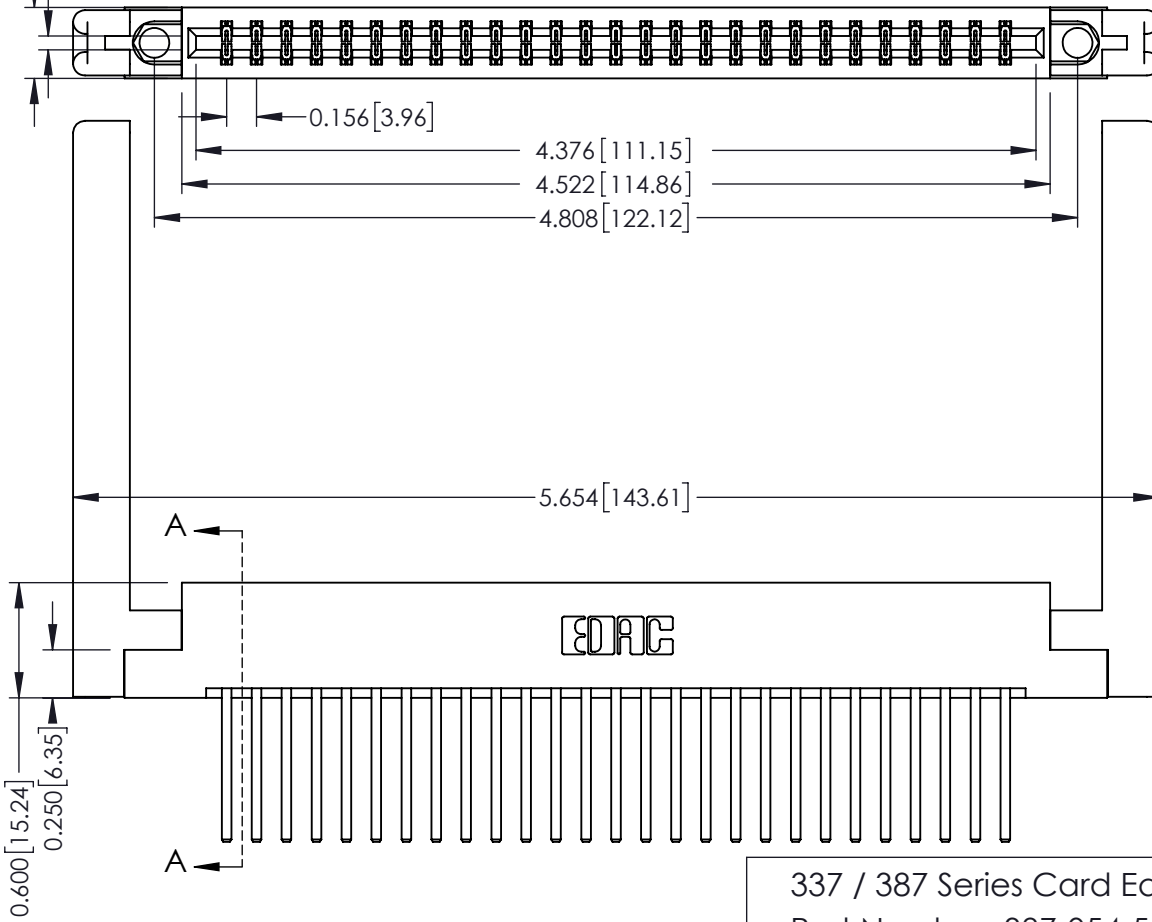 0.156[3.96]
4.376[111.15]
4.522[114.86]
4.808[122.12]
5.654[143.61]
A
EDAC
0.250[6.35]
0.600[15.24]
A
337 / 387 Series Card